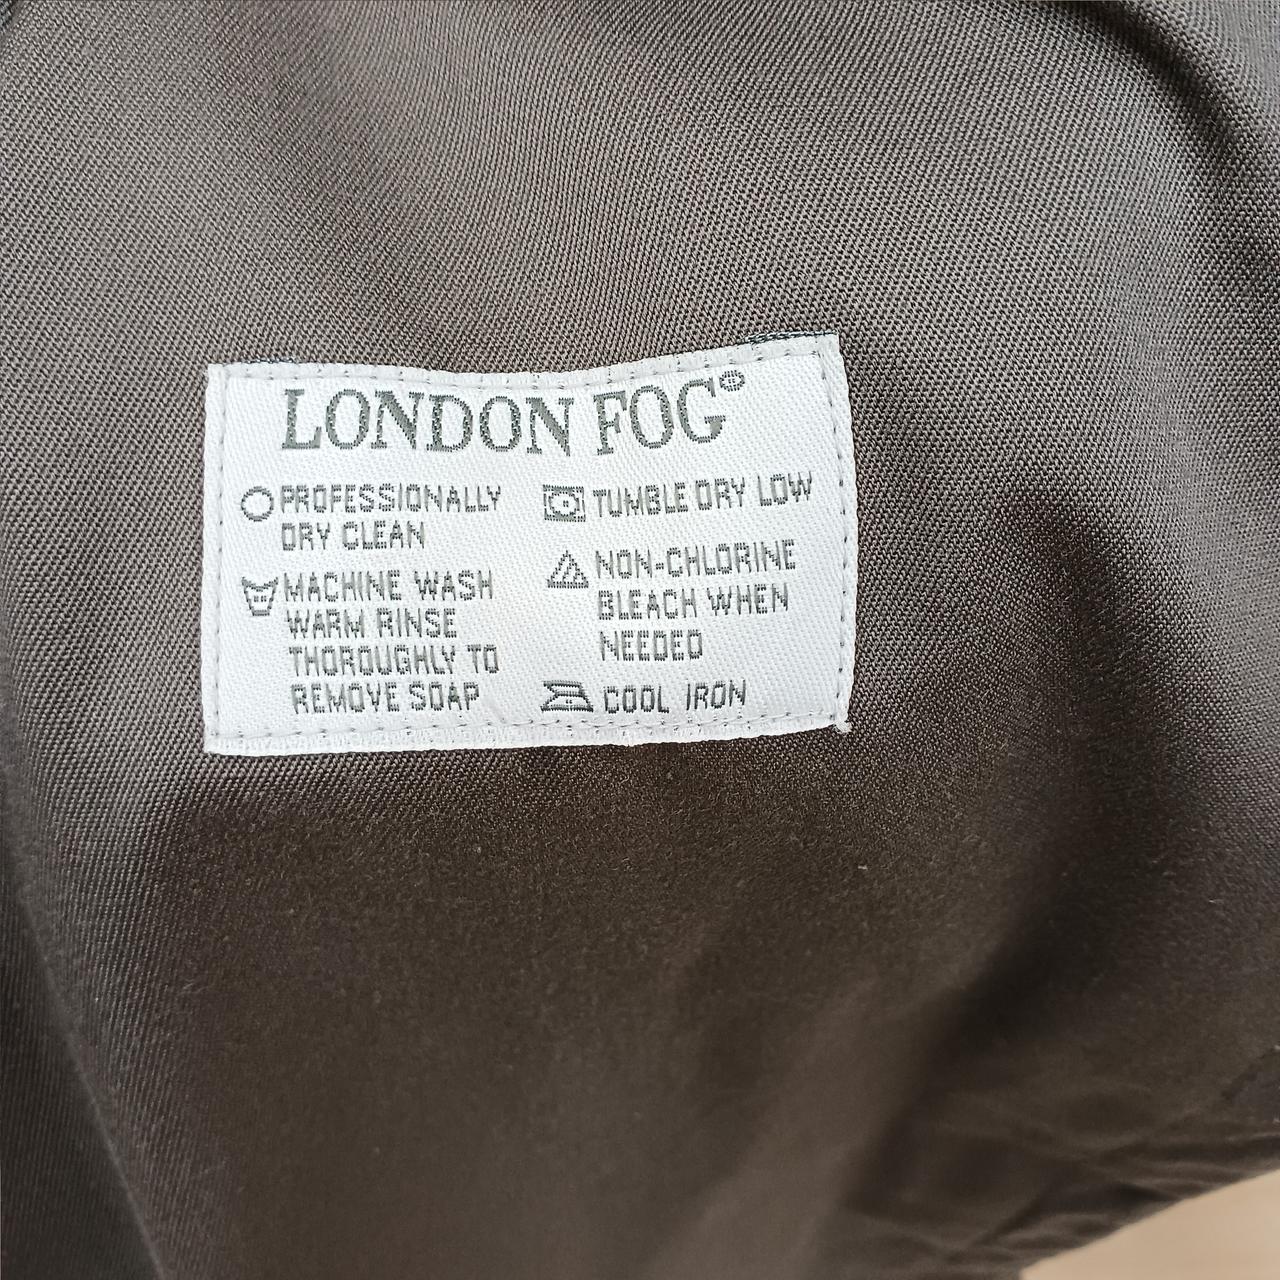 LONDON FOG®
PROFESSIONALLY
DRY CLEAN
MACHINE WASH
WARM RINSE
THOROUGHLY TO
REMOVE SOAP
TUMBLE DRY LOW
NON-CHLORINE
BLEACH WHEN
NEEDED
COOL IRON